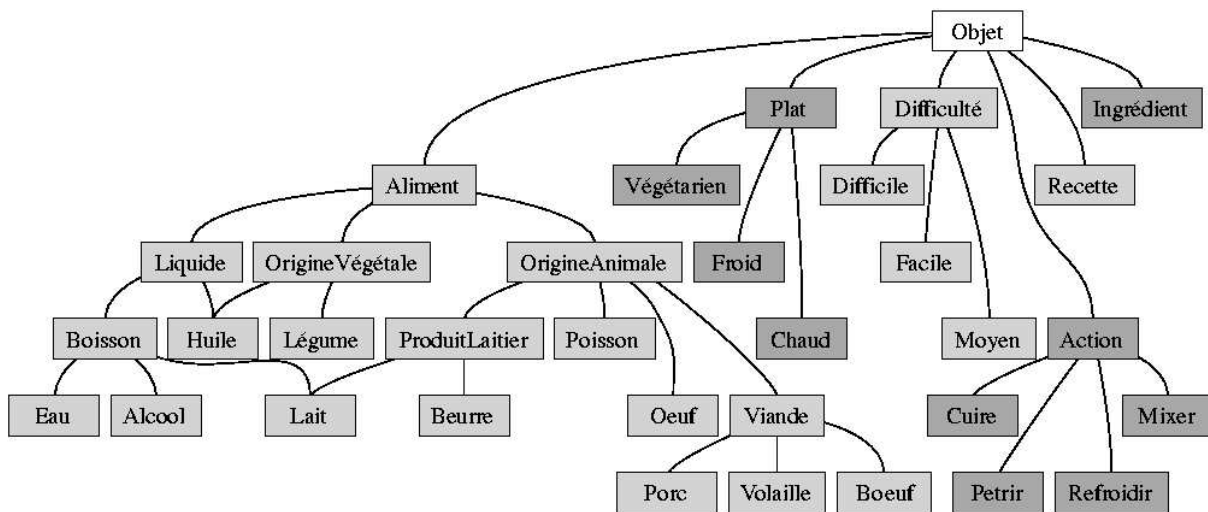 Objet
Plat
Difficulté
Ingrédient
Aliment
Végétarien
Difficile
Recette
Liquide
OrigineVégétale
OrigineAnimale
Froid
Facile
Boisson
Huile
Légume
ProduitLaitier
Poisson
Chaud
Moyen
Action
Eau
Alcool
Lait
Beurre
Oeuf
Viande
Cuire
Mixer
Porc
Volaille
Boeuf
Petrir
Refroidir